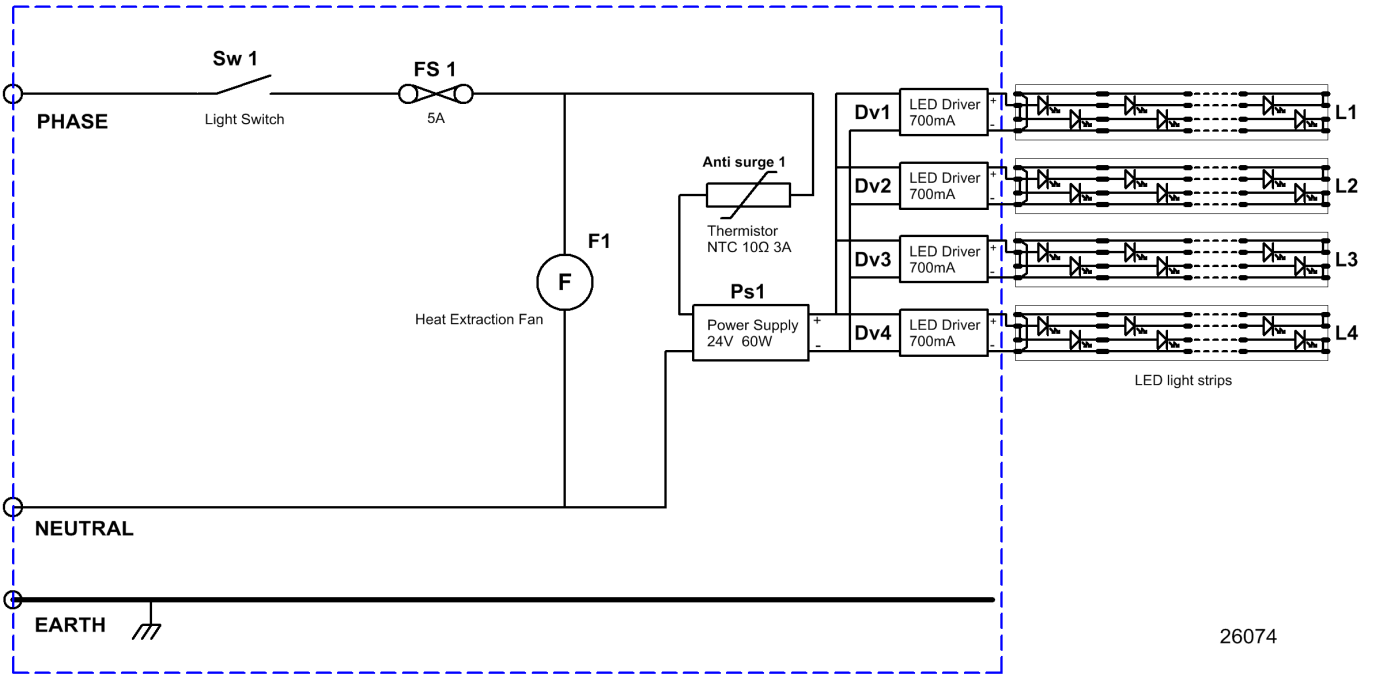 Sw 1
Light Switch
FS 1
5A
PHASE
Anti surge 1
Thermistor
NTC 10Ω 3A
F1
F
Heat Extraction Fan
Ps1
Power Supply
24V 60W
+
-
Dv1
LED Driver
700mA
+
-
L1
Dv2
LED Driver
700mA
+
-
L2
Dv3
LED Driver
700mA
+
-
L3
Dv4
LED Driver
700mA
+
-
L4
LED light strips
NEUTRAL
EARTH
26074